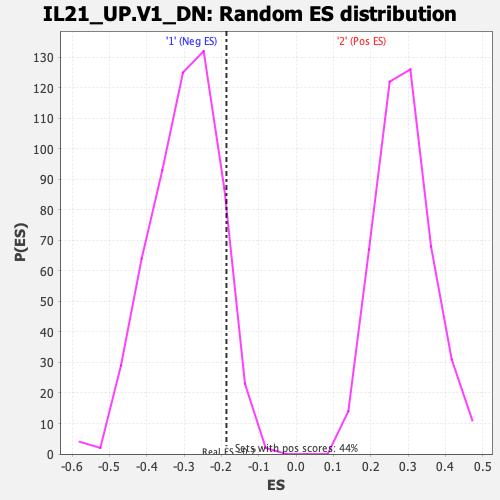 IL21_UP.V1_DN: Random ES distribution
'1' (Neg ES)
'2' (Pos ES)
130
120
110
100
90
80
70
60
50
40
30
20
10
0
P(ES)
Sets with pos scores: 44%
Real ES
-0.6 -0.5 -0.4 -0.3 -0.2 -0.1 0.0 0.1 0.2 0.3 0.4 0.5
ES